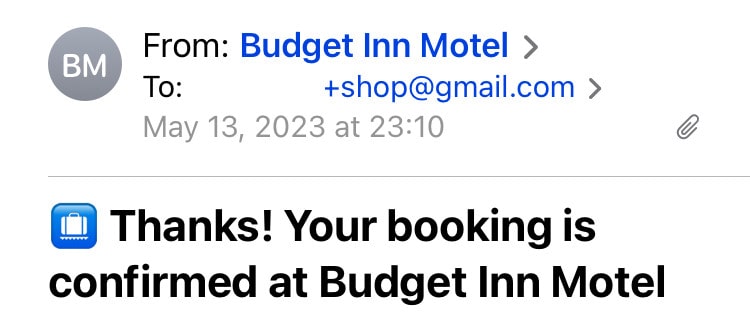 BM
From: Budget Inn Motel
To: +shop@gmail.com
May 13, 2023 at 23:10
🛄 Thanks! Your booking is
confirmed at Budget Inn Motel